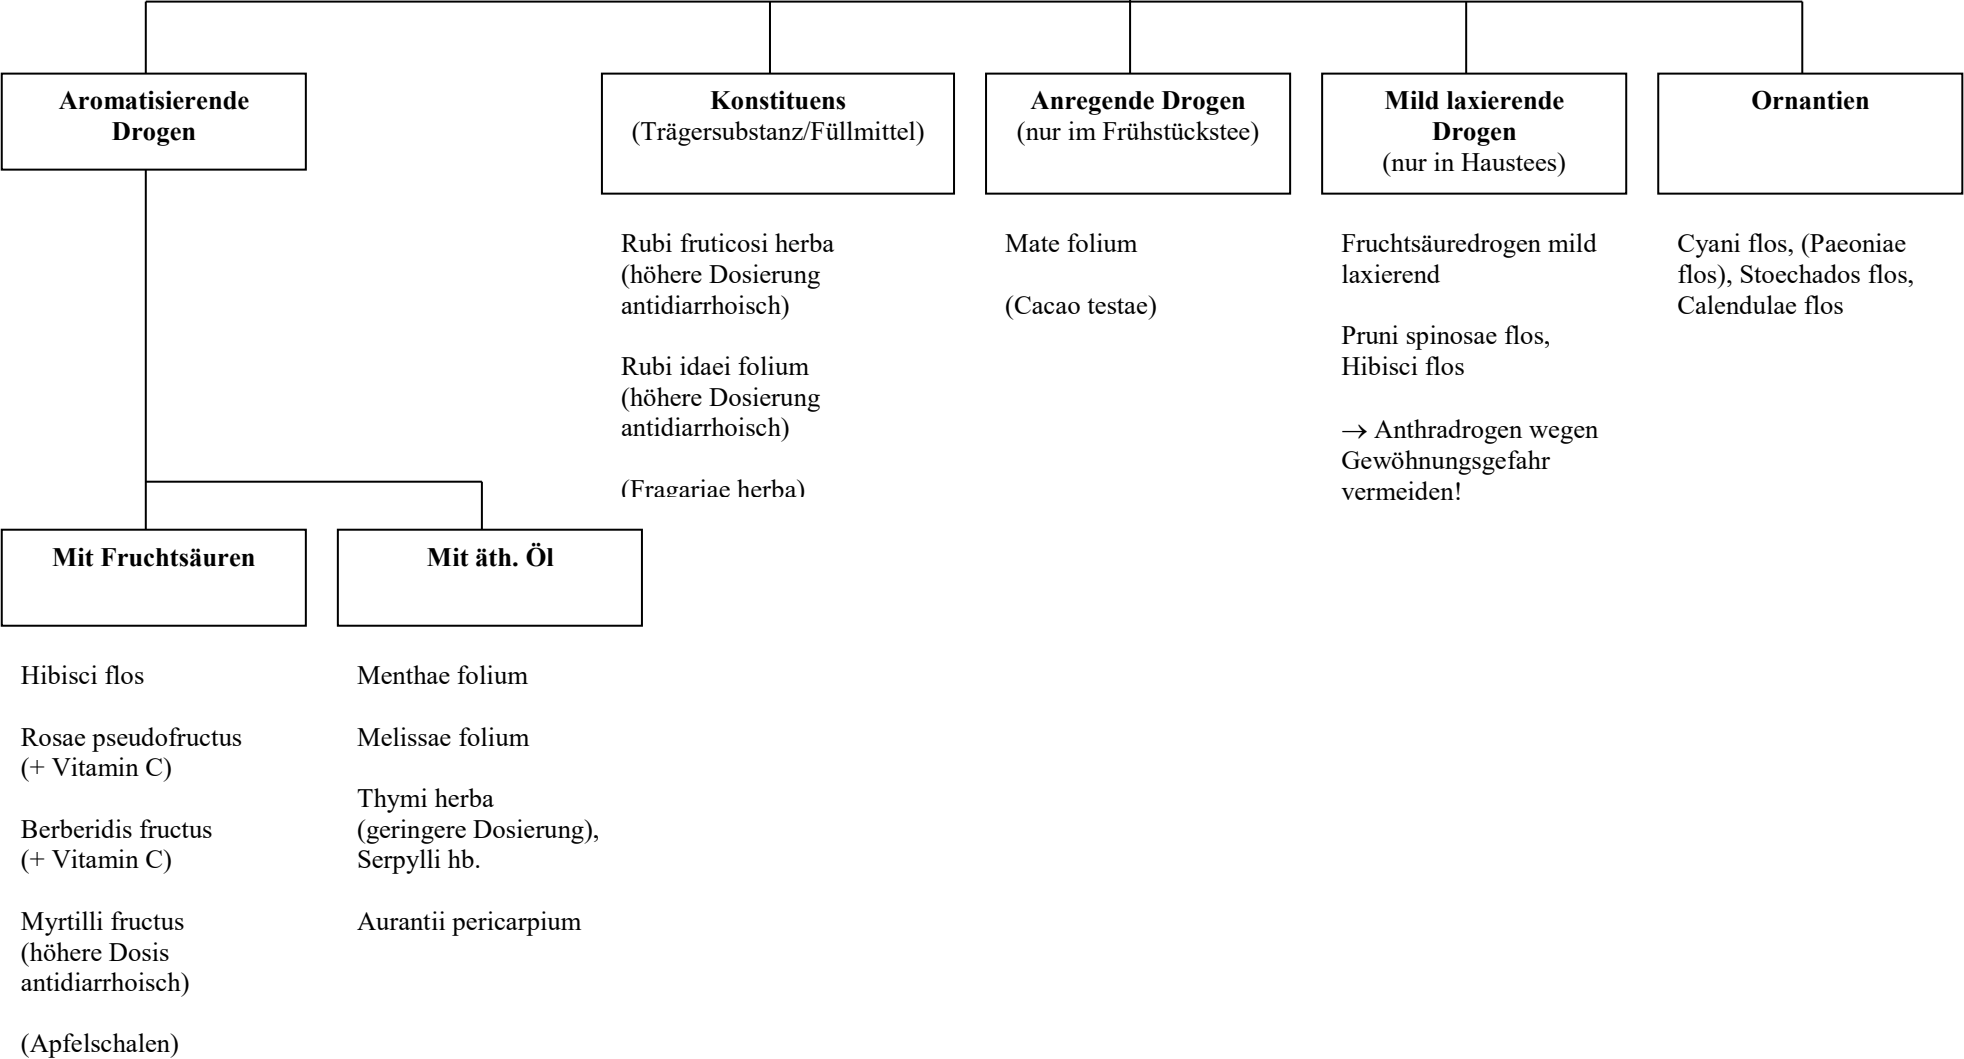 Aromatisierende
Drogen
Konstituens
(Trägersubstanz/Füllmittel)
Anregende Drogen
(nur im Frühstückstee)
Mild laxierende
Drogen
(nur in Haustees)
Ornantien
Rubi fruticosi herba
(höhere Dosierung
antidiarrhoisch)
Rubi idaei folium
(höhere Dosierung
antidiarrhoisch)
(Fragariae herba)
Mate folium
(Cacao testae)
Fruchtsäuredrogen mild
laxierend
Pruni spinosae flos,
Hibisci flos
→ Anthradrogen wegen
Gewöhnungsgefahr
vermeiden!
Cyani flos, (Paeoniae
flos), Stoechados flos,
Calendulae flos
Mit Fruchtsäuren
Mit äth. Öl
Hibisci flos
Rosae pseudofructus
(+ Vitamin C)
Berberidis fructus
(+ Vitamin C)
Myrtilli fructus
(höhere Dosis
antidiarrhoisch)
(Apfelschalen)
Menthae folium
Melissae folium
Thymi herba
(geringere Dosierung),
Serpylli hb.
Aurantii pericarpium